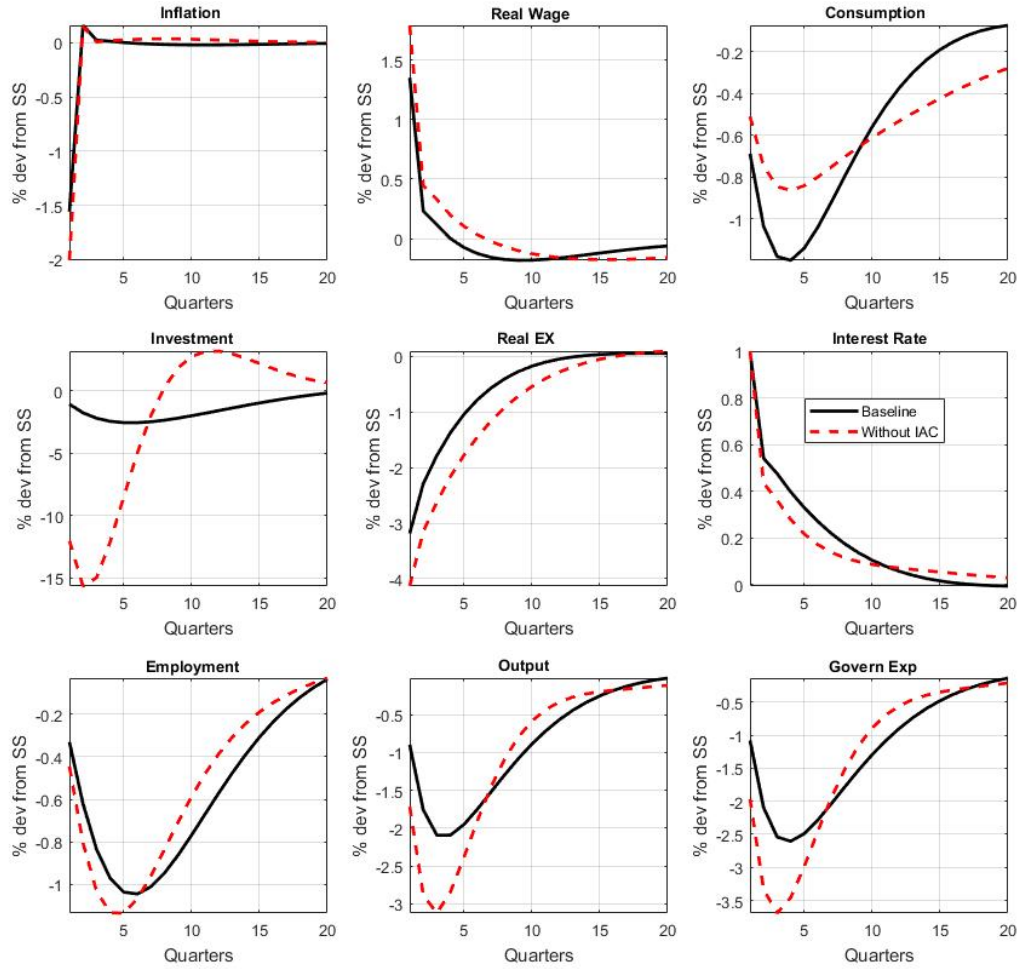 Inflation
% dev from SS
0
-0.5
-1
-1.5
-2
5
10
15
20
Quarters
Real Wage
% dev from SS
1.5
1
0.5
0
5
10
15
20
Quarters
Consumption
% dev from SS
-0.2
-0.4
-0.6
-0.8
-1
5
10
15
20
Quarters
Investment
% dev from SS
0
-5
-10
-15
5
10
15
20
Quarters
Real EX
% dev from SS
0
-1
-2
-3
-4
5
10
15
20
Quarters
Interest Rate
% dev from SS
1
0.8
0.6
0.4
0.2
0
Baseline
Without IAC
5
10
15
20
Quarters
Employment
% dev from SS
-0.2
-0.4
-0.6
-0.8
-1
5
10
15
20
Quarters
Output
% dev from SS
-0.5
-1
-1.5
-2
-2.5
-3
5
10
15
20
Quarters
Govern Exp
% dev from SS
-0.5
-1
-1.5
-2
-2.5
-3
-3.5
5
10
15
20
Quarters